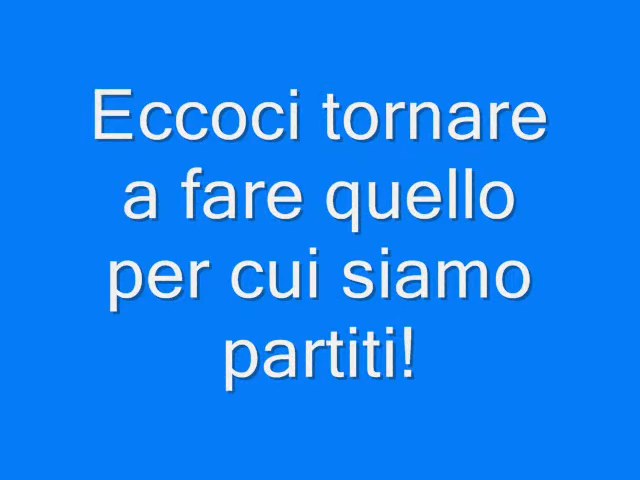 Eccoci tornare
a fare quello
per cui siamo
partiti!